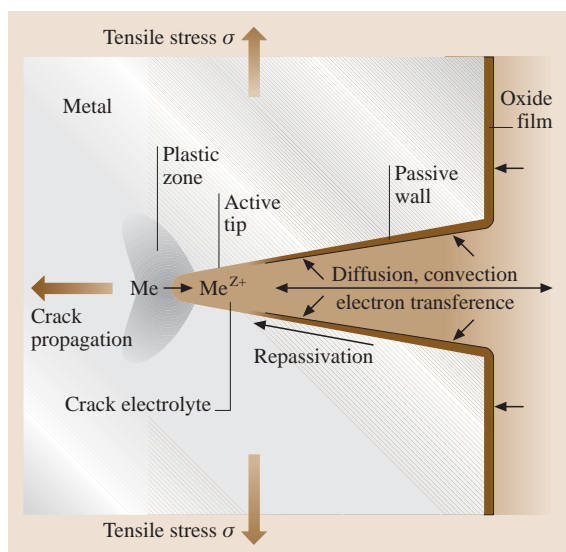 Tensile stress σ
Metal
Oxide
film
Plastic
zone
Passive
wall
Active
tip
Me
Me^Z+
Diffusion, convection
electron transference
Crack
propagation
Repassivation
Crack electrolyte
Tensile stress σ